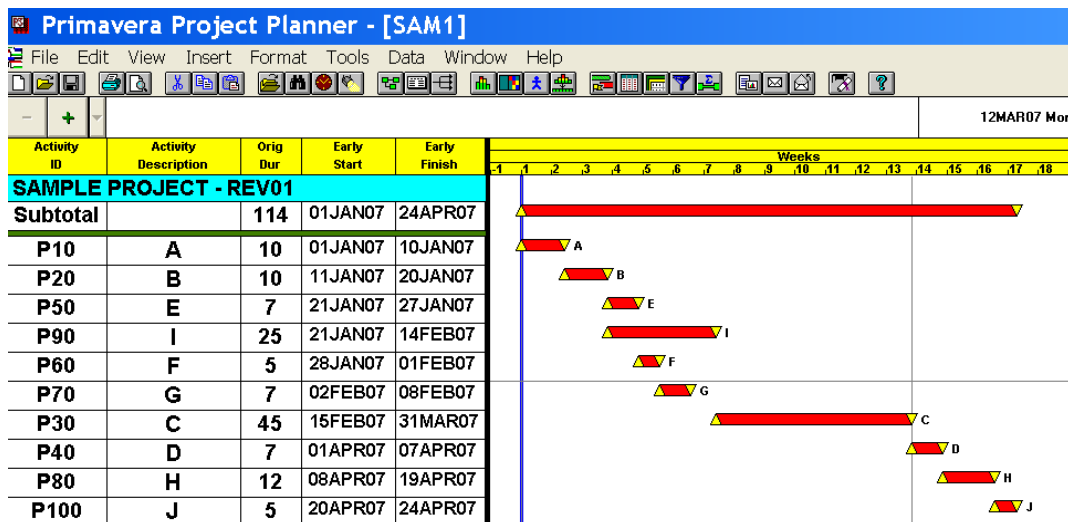 Primavera Project Planner - [SAM1]
File Edit View Insert Format Tools Data Window Help
12MAR07 Mon
Activity ID Activity Description Orig Dur Early Start Early Finish
Weeks
-1 1 2 3 4 5 6 7 8 9 10 11 12 13 14 15 16 17 18
SAMPLE PROJECT - REV01
Subtotal 114 01JAN07 24APR07
P10 A 10 01JAN07 10JAN07 A
P20 B 10 11JAN07 20JAN07 B
P50 E 7 21JAN07 27JAN07 E
P90 I 25 21JAN07 14FEB07 I
P60 F 5 28JAN07 01FEB07 F
P70 G 7 02FEB07 08FEB07 G
P30 C 45 15FEB07 31MAR07 C
P40 D 7 01APR07 07APR07 D
P80 H 12 08APR07 19APR07 H
P100 J 5 20APR07 24APR07 J